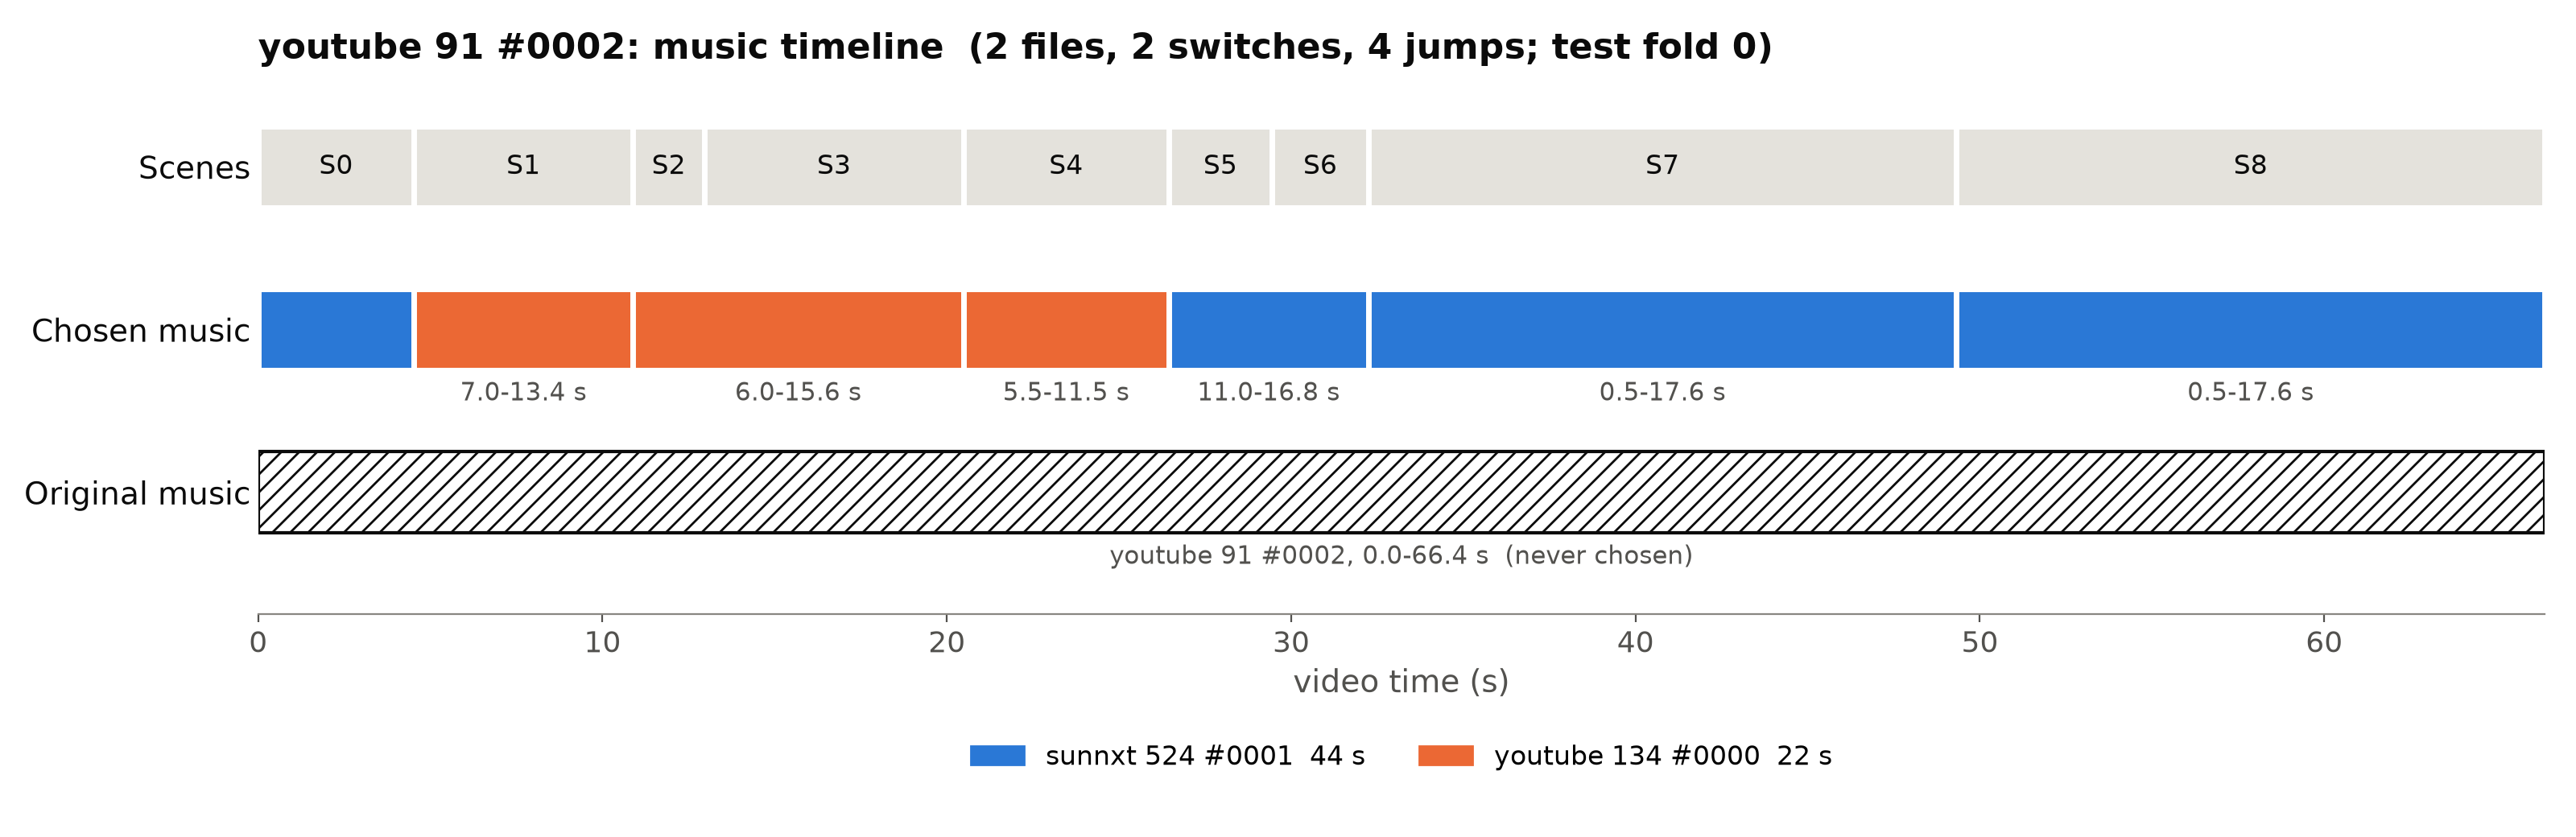 youtube 91 #0002: music timeline  (2 files, 2 switches, 4 jumps; test fold 0)
Scenes
S0 S1 S2 S3 S4 S5 S6 S7 S8
Chosen music
7.0-13.4 s 6.0-15.6 s 5.5-11.5 s 11.0-16.8 s 0.5-17.6 s 0.5-17.6 s
Original music
youtube 91 #0002, 0.0-66.4 s  (never chosen)
0 10 20 30 40 50 60
video time (s)
sunnxt 524 #0001  44 s youtube 134 #0000  22 s